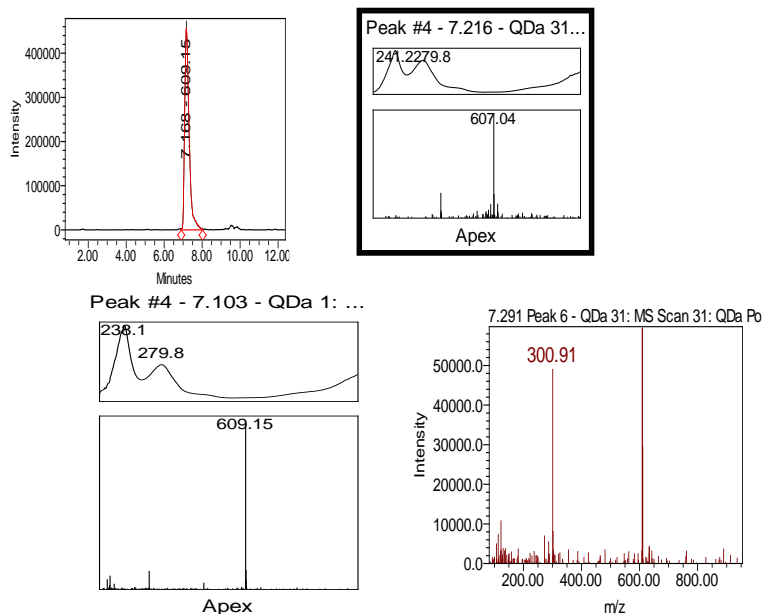 Intensity
400000
300000
200000
100000
0
7.168 - 609.15
2.00 4.00 6.00 8.00 10.00 12.00
Minutes
Peak #4 - 7.216 - QDa 31...
241.2279.8
607.04
Apex
Peak #4 - 7.103 - QDa 1: ...
238.1
279.8
609.15
Apex
7.291 Peak 6 - QDa 31: MS Scan 31: QDa Po
Intensity
50000.0
40000.0
30000.0
20000.0
10000.0
0.0
300.91
200.00 400.00 600.00 800.00
m/z